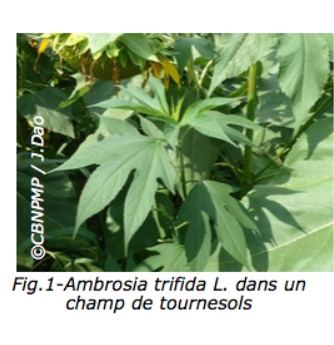 ©CBNPMP / J.Dao
Fig.1-Ambrosia trifida L. dans un
champ de tournesols